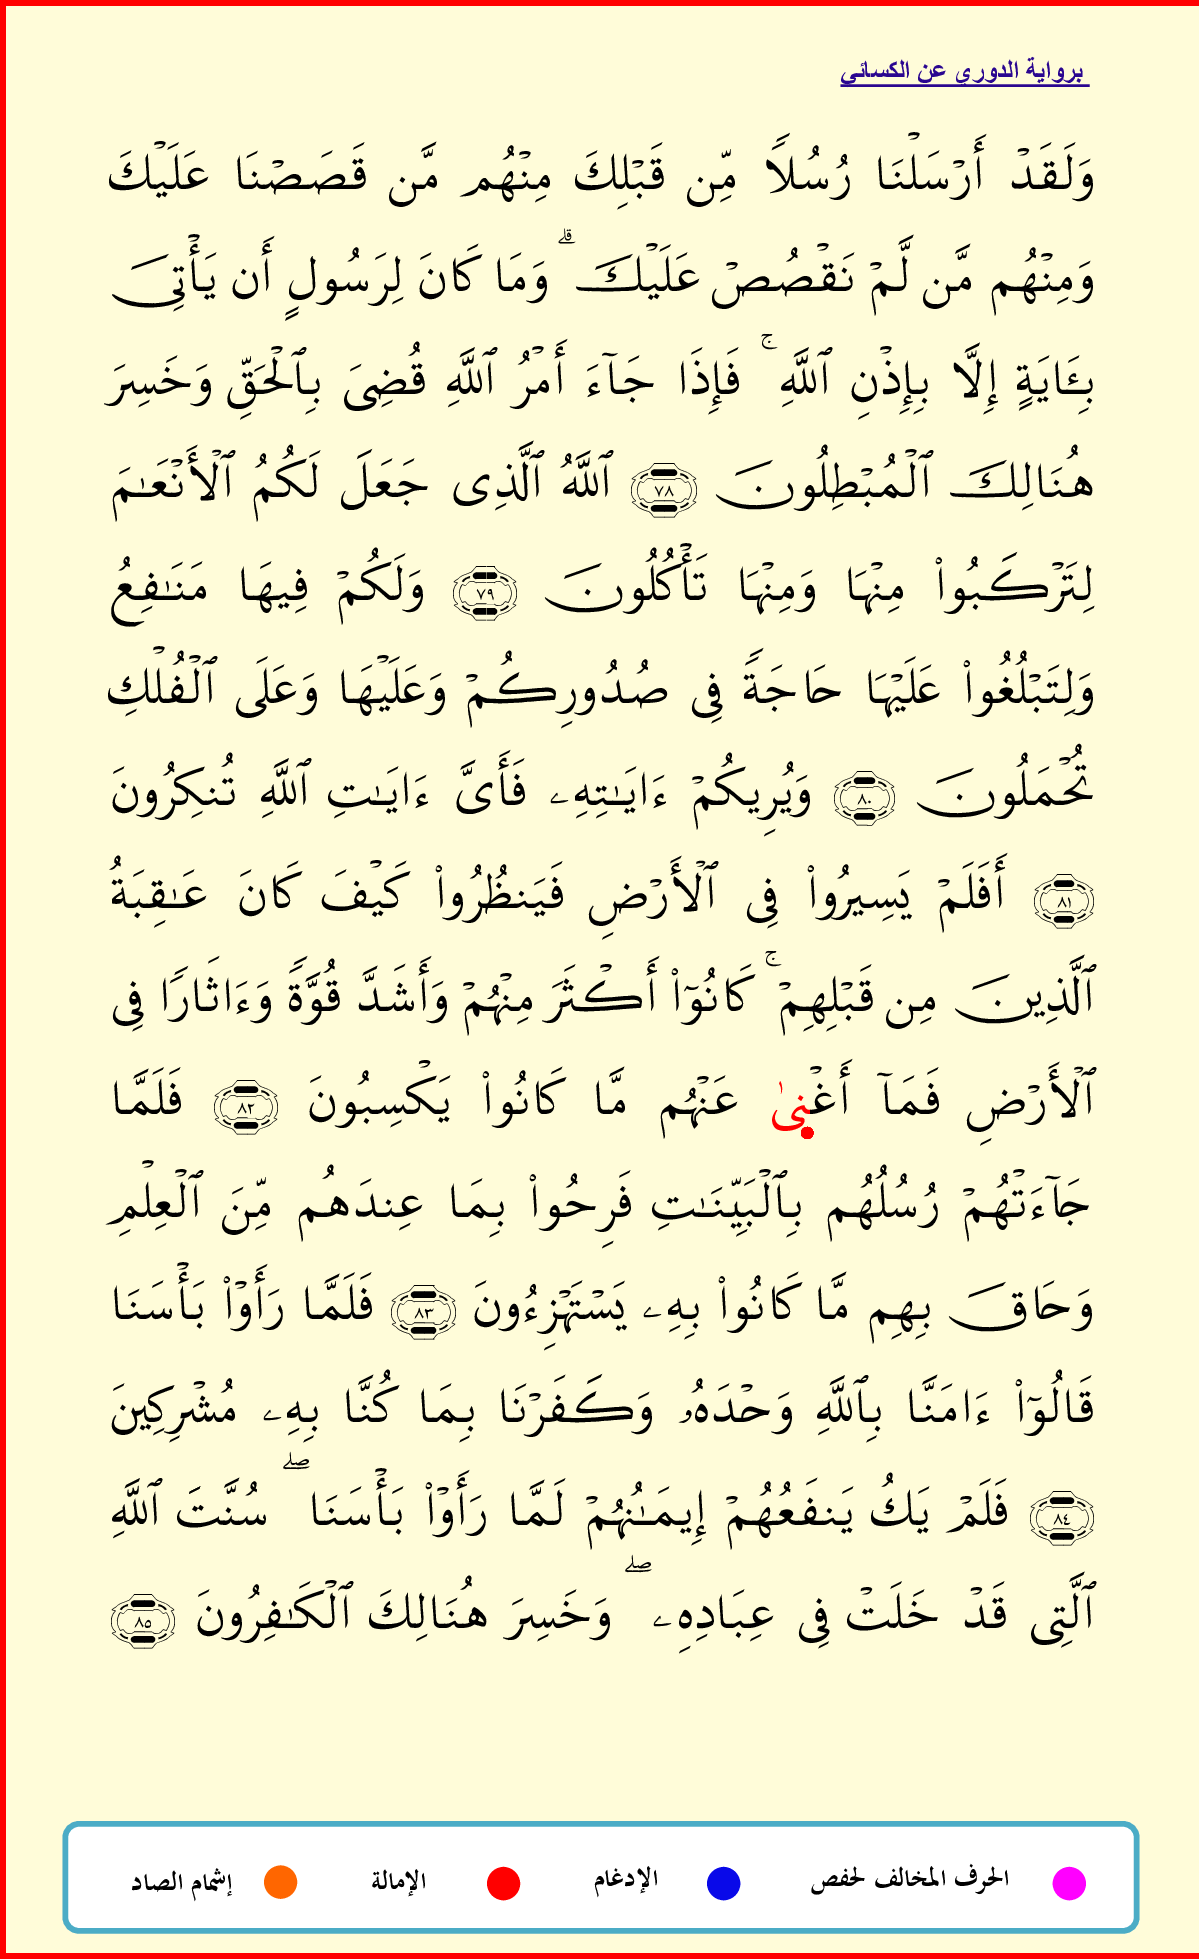 برواية الدوري عن الكسائي
وَلَقَدۡ أَرۡسَلۡنَا رُسُلًا مِّن قَبۡلِكَ مِنۡهُم مَّن قَصَصۡنَا عَلَيۡكَ
وَمِنۡهُم مَّن لَّمۡ نَقۡصُصۡ عَلَيۡكَۗ وَمَا كَانَ لِرَسُولٍ أَن يَأۡتِىَ
بِـَٔايَةٍ إِلَّا بِإِذۡنِ ٱللَّهِۚ فَإِذَا جَآءَ أَمۡرُ ٱللَّهِ قُضِىَ بِٱلۡحَقِّ وَخَسِرَ
هُنَالِكَ ٱلۡمُبۡطِلُونَ ٧٨ ٱللَّهُ ٱلَّذِى جَعَلَ لَكُمُ ٱلۡأَنۡعَٰمَ
لِتَرۡكَبُواْ مِنۡهَا وَمِنۡهَا تَأۡكُلُونَ ٧٩ وَلَكُمۡ فِيهَا مَنَٰفِعُ
وَلِتَبۡلُغُواْ عَلَيۡهَا حَاجَةً فِى صُدُورِكُمۡ وَعَلَيۡهَا وَعَلَى ٱلۡفُلۡكِ
تُحۡمَلُونَ ٨٠ وَيُرِيكُمۡ ءَايَٰتِهِۦ فَأَىَّ ءَايَٰتِ ٱللَّهِ تُنكِرُونَ
٨١ أَفَلَمۡ يَسِيرُواْ فِى ٱلۡأَرۡضِ فَيَنظُرُواْ كَيۡفَ كَانَ عَٰقِبَةُ
ٱلَّذِينَ مِن قَبۡلِهِمۡۚ كَانُوٓاْ أَكۡثَرَ مِنۡهُمۡ وَأَشَدَّ قُوَّةً وَءَاثَارًا فِى
ٱلۡأَرۡضِ فَمَآ أَغۡنِىٰ عَنۡهُم مَّا كَانُواْ يَكۡسِبُونَ ٨٢ فَلَمَّا
جَآءَتۡهُمۡ رُسُلُهُم بِٱلۡبَيِّنَٰتِ فَرِحُواْ بِمَا عِندَهُم مِّنَ ٱلۡعِلۡمِ
وَحَاقَ بِهِم مَّا كَانُواْ بِهِۦ يَسۡتَهۡزِءُونَ ٨٣ فَلَمَّا رَأَوۡاْ بَأۡسَنَا
قَالُوٓاْ ءَامَنَّا بِٱللَّهِ وَحۡدَهُۥ وَكَفَرۡنَا بِمَا كُنَّا بِهِۦ مُشۡرِكِينَ
٨٤ فَلَمۡ يَكُ يَنفَعُهُمۡ إِيمَٰنُهُمۡ لَمَّا رَأَوۡاْ بَأۡسَنَاۖ سُنَّتَ ٱللَّهِ
ٱلَّتِى قَدۡ خَلَتۡ فِى عِبَادِهِۦۖ وَخَسِرَ هُنَالِكَ ٱلۡكَٰفِرُونَ ٨٥
الحرف المخالف لحفص الإدغام الإمالة إشمام الصاد